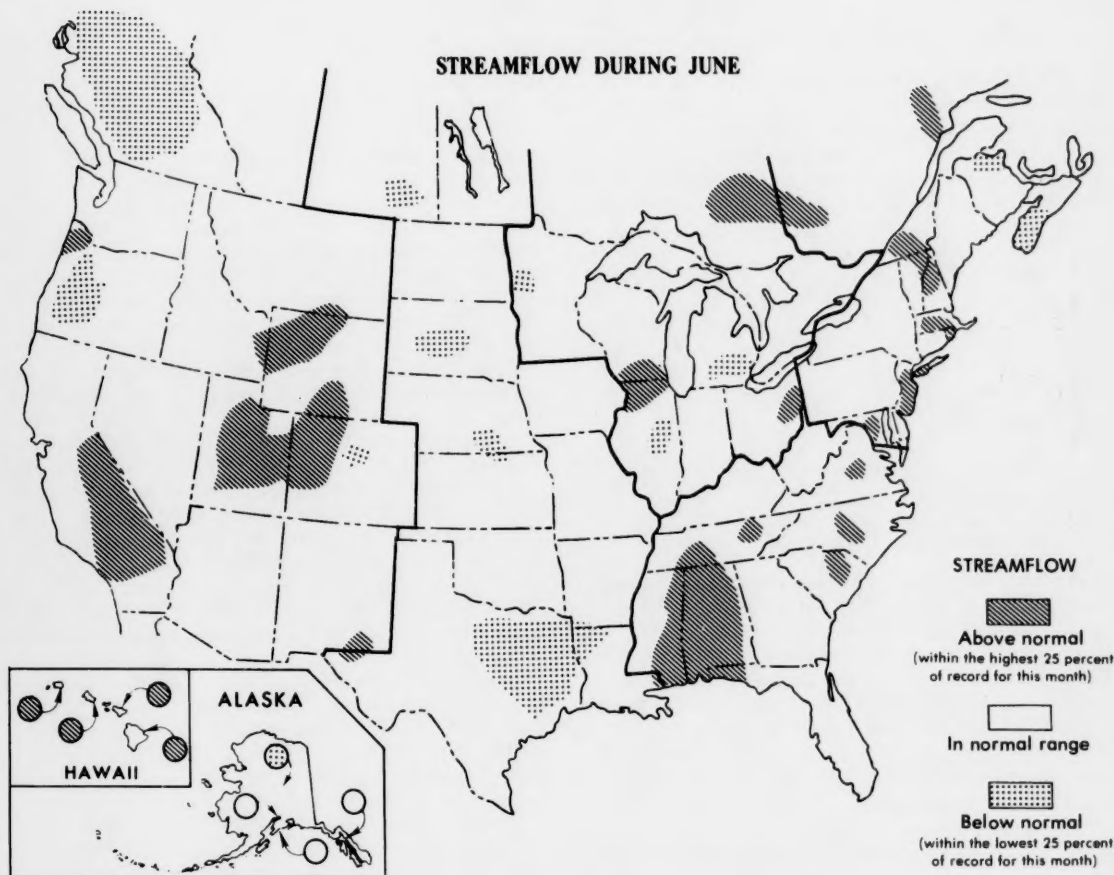 STREAMFLOW DURING JUNE
STREAMFLOW
Above normal
(within the highest 25 percent
of record for this month)
In normal range
Below normal
(within the lowest 25 percent
of record for this month)
ALASKA
HAWAII